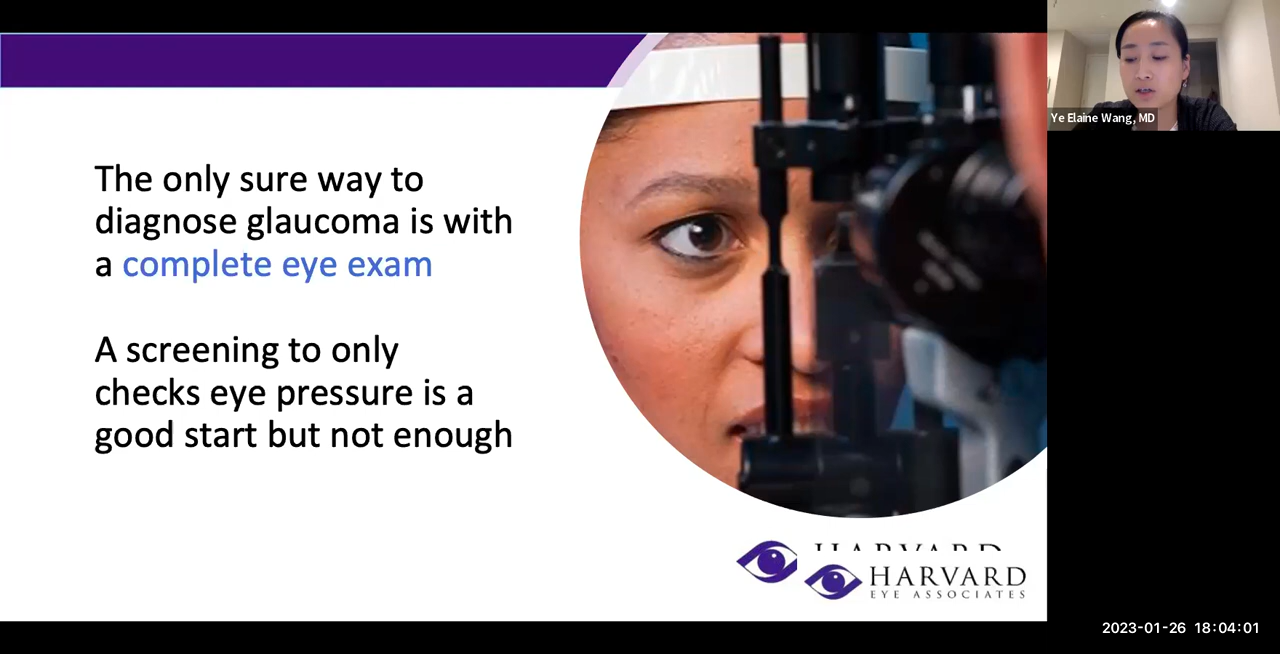 The only sure way to
diagnose glaucoma is with
a complete eye exam
A screening to only
checks eye pressure is a
good start but not enough
HARVARD
HARVARD
EYE ASSOCIATES
Ye Elaine Wang, MD
2023-01-26 18:04:01